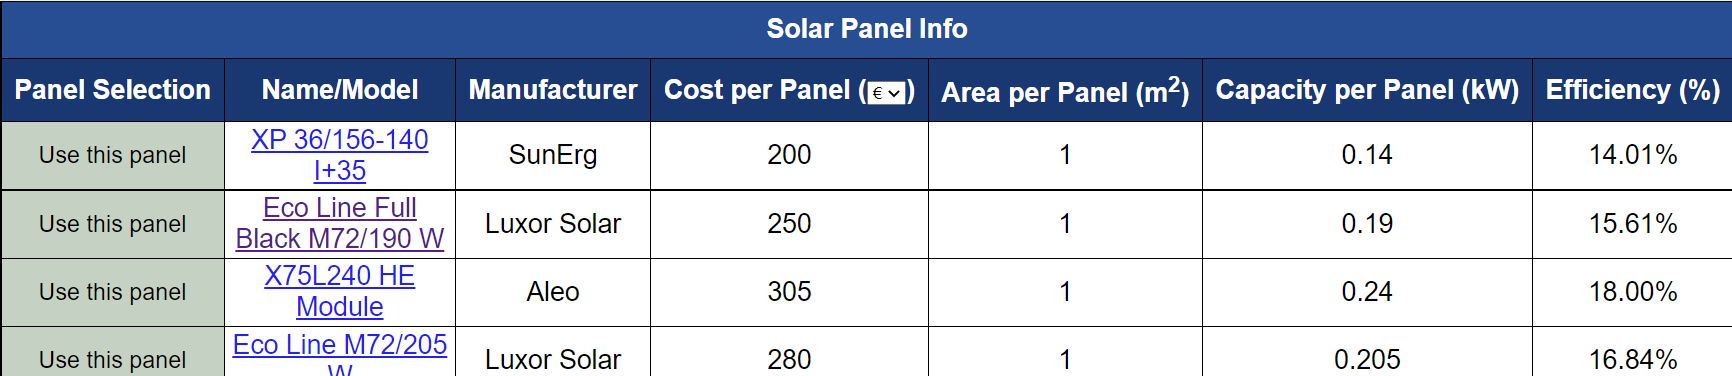 Solar Panel Info
Panel Selection Name/Model Manufacturer Cost per Panel (€) Area per Panel (m²) Capacity per Panel (kW) Efficiency (%)
Use this panel XP 36/156-140 SunErg 200 1 0.14 14.01%
I+35
Use this panel Eco Line Full Luxor Solar 250 1 0.19 15.61%
Black M72/190 W
Use this panel X75L240 HE Aleo 305 1 0.24 18.00%
Module
Use this panel Eco Line M72/205 Luxor Solar 280 1 0.205 16.84%
W